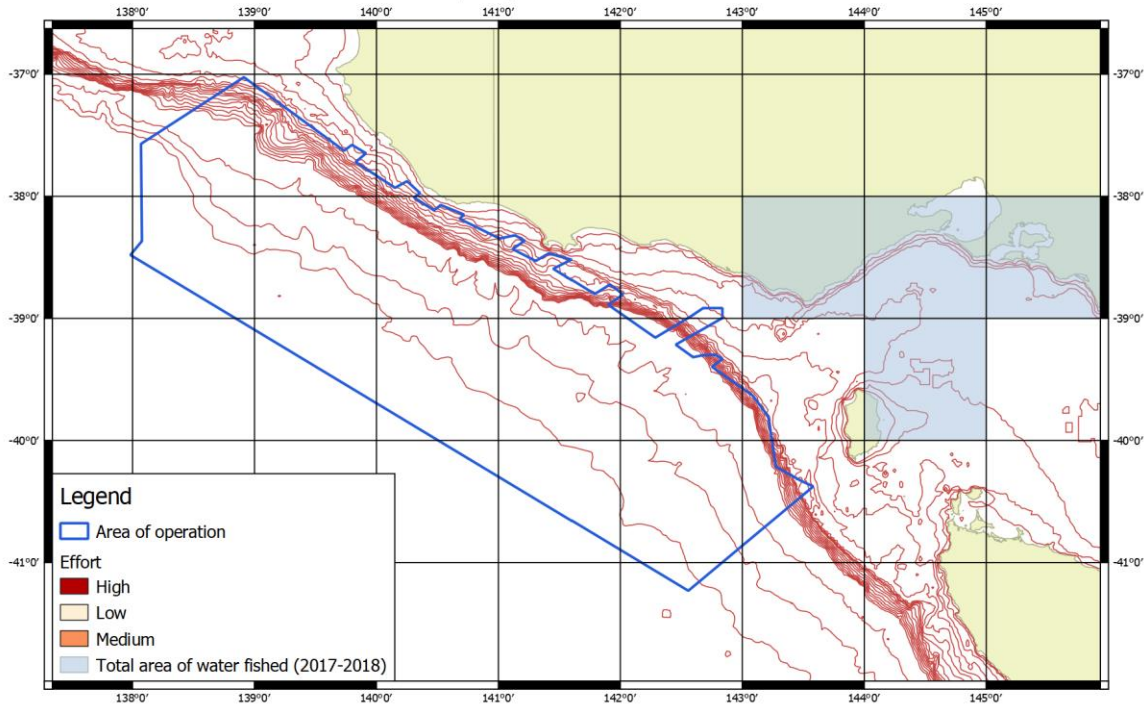 138°0' 139°0' 140°0' 141°0' 142°0' 143°0' 144°0' 145°0'
-37°0' -37°0'
-38°0' -38°0'
-39°0' -39°0'
-40°0' -40°0'
Legend
Area of operation
Effort
-41°0'
High
Low
Medium
Total area of water fished (2017-2018)
138°0' 139°0' 140°0' 141°0' 142°0' 143°0' 144°0' 145°0'